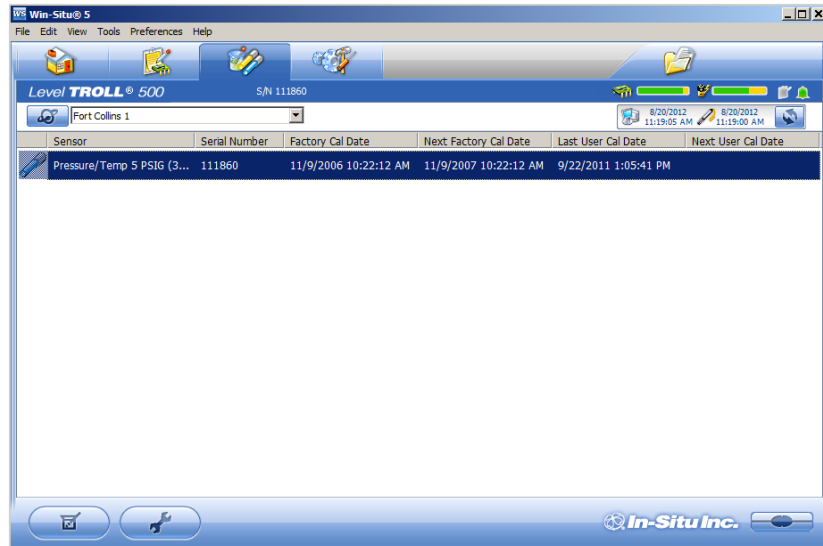 WS Win-Situ® 5
File Edit View Tools Preferences Help
Level TROLL® 500 S/N 111860
Fort Collins 1 8/20/2012 11:19:05 AM 8/20/2012 11:19:00 AM
Sensor Serial Number Factory Cal Date Next Factory Cal Date Last User Cal Date Next User Cal Date
Pressure/Temp 5 PSIG (3... 111860 11/9/2006 10:22:12 AM 11/9/2007 10:22:12 AM 9/22/2011 1:05:41 PM
In-Situ Inc.